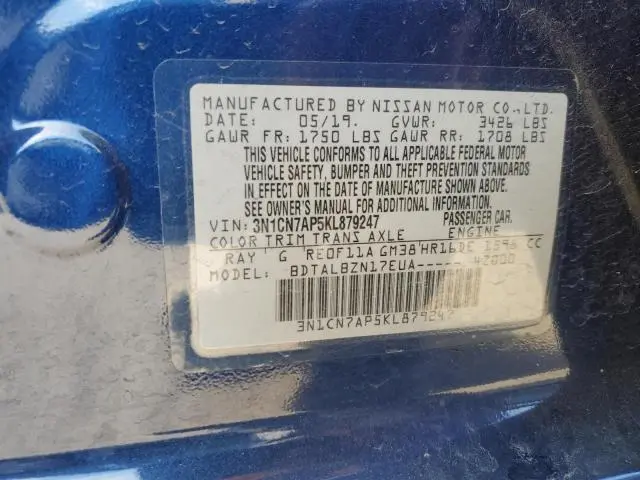 MANUFACTURED BY NISSAN MOTOR CO.,LTD.
DATE: 05/19. GVWR: 3426 LBS
GAWR FR: 1750 LBS GAWR RR: 1708 LBS
THIS VEHICLE CONFORMS TO ALL APPLICABLE FEDERAL MOTOR
VEHICLE SAFETY, BUMPER AND THEFT PREVENTION STANDARDS
IN EFFECT ON THE DATE OF MANUFACTURE SHOWN ABOVE.
SEE OWNER'S MANUAL FOR ADDITIONAL INFORMATION.
VIN: 3N1CN7AP5KL879247 PASSENGER CAR.
COLOR TRIM TRANS AXLE ENGINE
RAY G RE0F11A GM38 HR16DE 1598 CC
MODEL: BDTALBZN17EUA ----- 42000
3N1CN7AP5KL879247